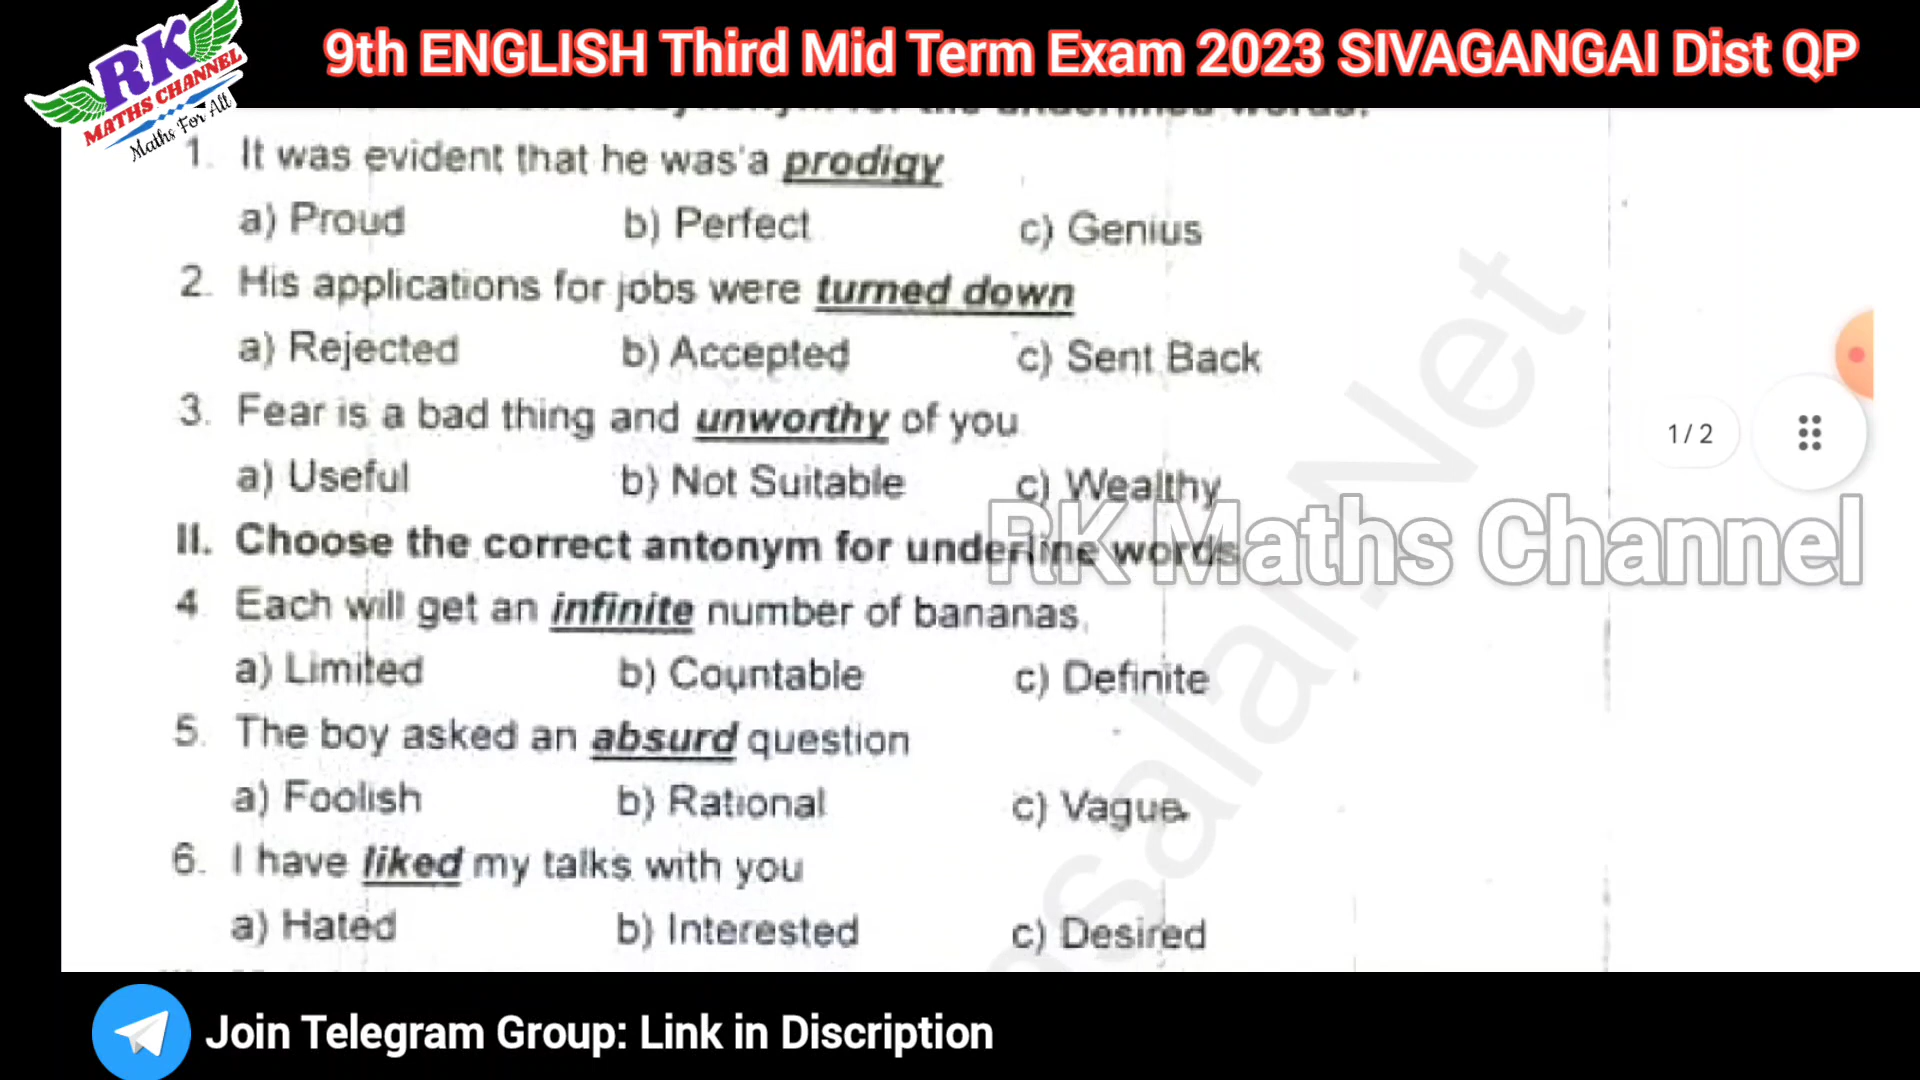 RK
MATHS CHANNEL
Maths For All
9th ENGLISH Third Mid Term Exam 2023 SIVAGANGAI Dist QP
synonym for the underlined words.
1. It was evident that he was a prodigy
a) Proud b) Perfect c) Genius
2. His applications for jobs were turned down
a) Rejected b) Accepted c) Sent Back
3. Fear is a bad thing and unworthy of you
a) Useful b) Not Suitable c) Wealthy
1/2
II. Choose the correct antonym for underline words
RK Maths Channel
4 Each will get an infinite number of bananas.
a) Limited b) Countable c) Definite
5. The boy asked an absurd question
a) Foolish b) Rational c) Vague
6. I have liked my talks with you
a) Hated b) Interested c) Desired
Join Telegram Group: Link in Discription